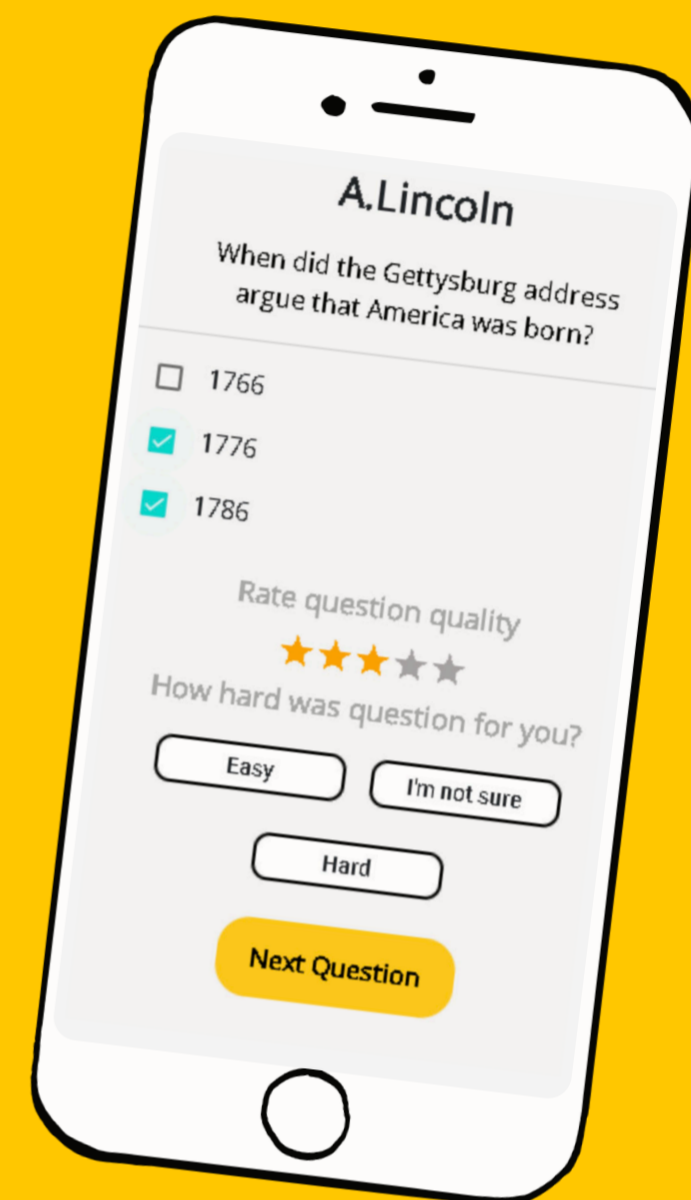 A.Lincoln
When did the Gettysburg address
argue that America was born?
1766
1776
1786
Rate question quality
How hard was question for you?
Easy
I'm not sure
Hard
Next Question